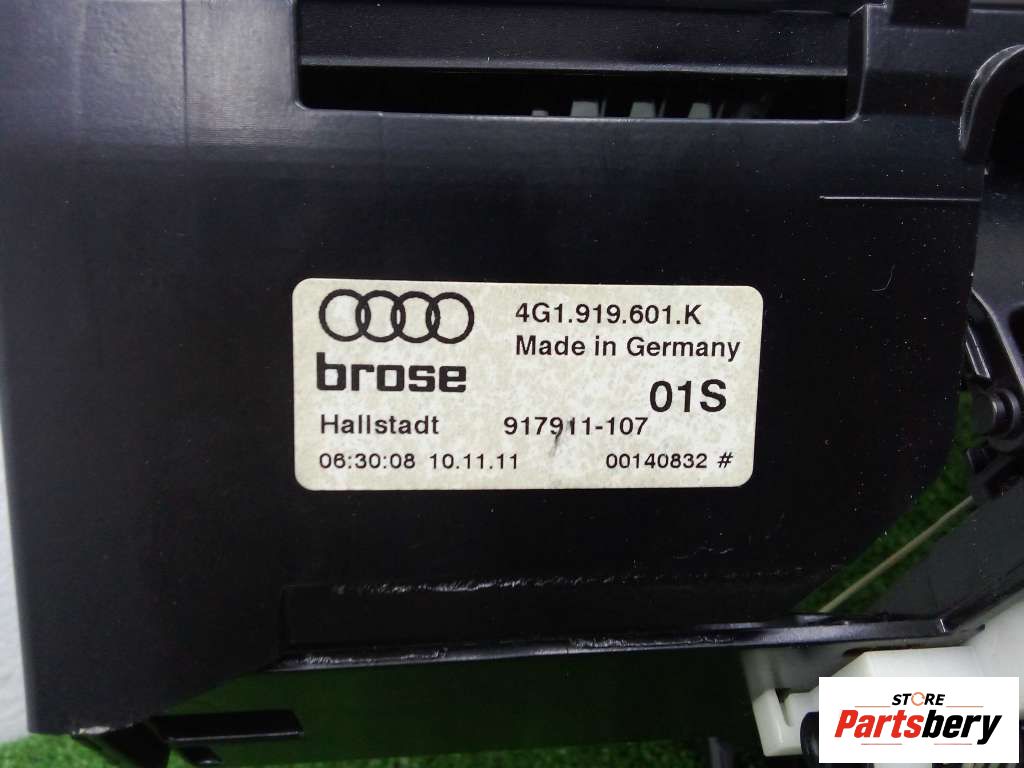 4G1.919.601.K
Made in Germany
brose
01S
Hallstadt 917911-107
06:30:08 10.11.11 00140832 #
STORE
Partsbery